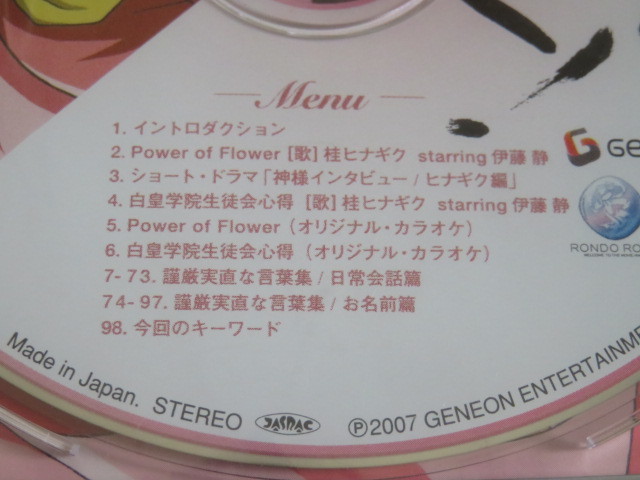 Menu
1. イントロダクション
2. Power of Flower [歌] 桂ヒナギク starring 伊藤 静
3. ショート・ドラマ「神様インタビュー / ヒナギク編」
4. 白皇学院生徒会心得 [歌] 桂ヒナギク starring 伊藤 静
5. Power of Flower (オリジナル・カラオケ)
6. 白皇学院生徒会心得 (オリジナル・カラオケ)
7- 73. 謹厳実直な言葉集 / 日常会話篇
74- 97. 謹厳実直な言葉集 / お名前篇
98. 今回のキーワード
GE
RONDO RO
Made in Japan. STEREO JASRAC ℗2007 GENEON ENTERTAINME